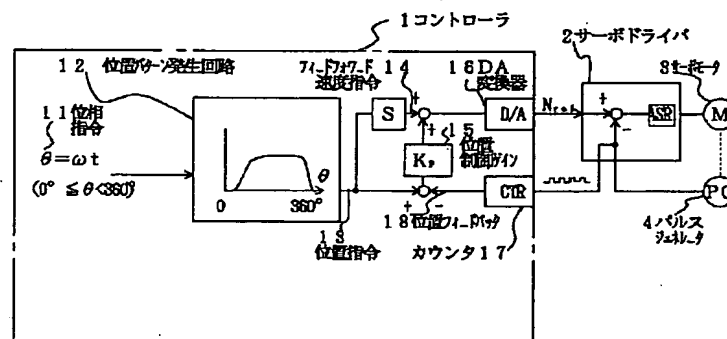 1コントローラ
2サーボドライバ
12 位置パターン発生回路
フィードフォワード
速度指令
14
16DA
変換器
3サーボモータ
11位相
指令
θ=ωt
(0° ≦θ<360°)
S
+
+
D/A
Nref
+
-
ASR
M
15
位置
制御ゲイン
KP
θ
0
360°
+
-
CTR
PG
13
位置指令
18位置フィードバック
カウンタ17
4パルス
ジェネレータ